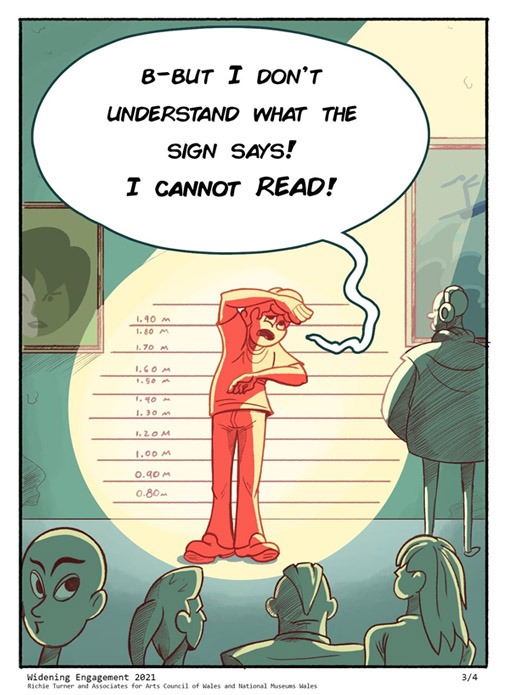 B-BUT I DON'T
UNDERSTAND WHAT THE
SIGN SAYS!
I CANNOT READ!
1.90 M
1.80 M
1.70 M
1.60 M
1.50 M
1.40 M
1.30 M
1.20 M
1.00 M
0.90 M
0.80 M
Widening Engagement 2021
3/4
Richie Turner and Associates for Arts Council of Wales and National Museums Wales